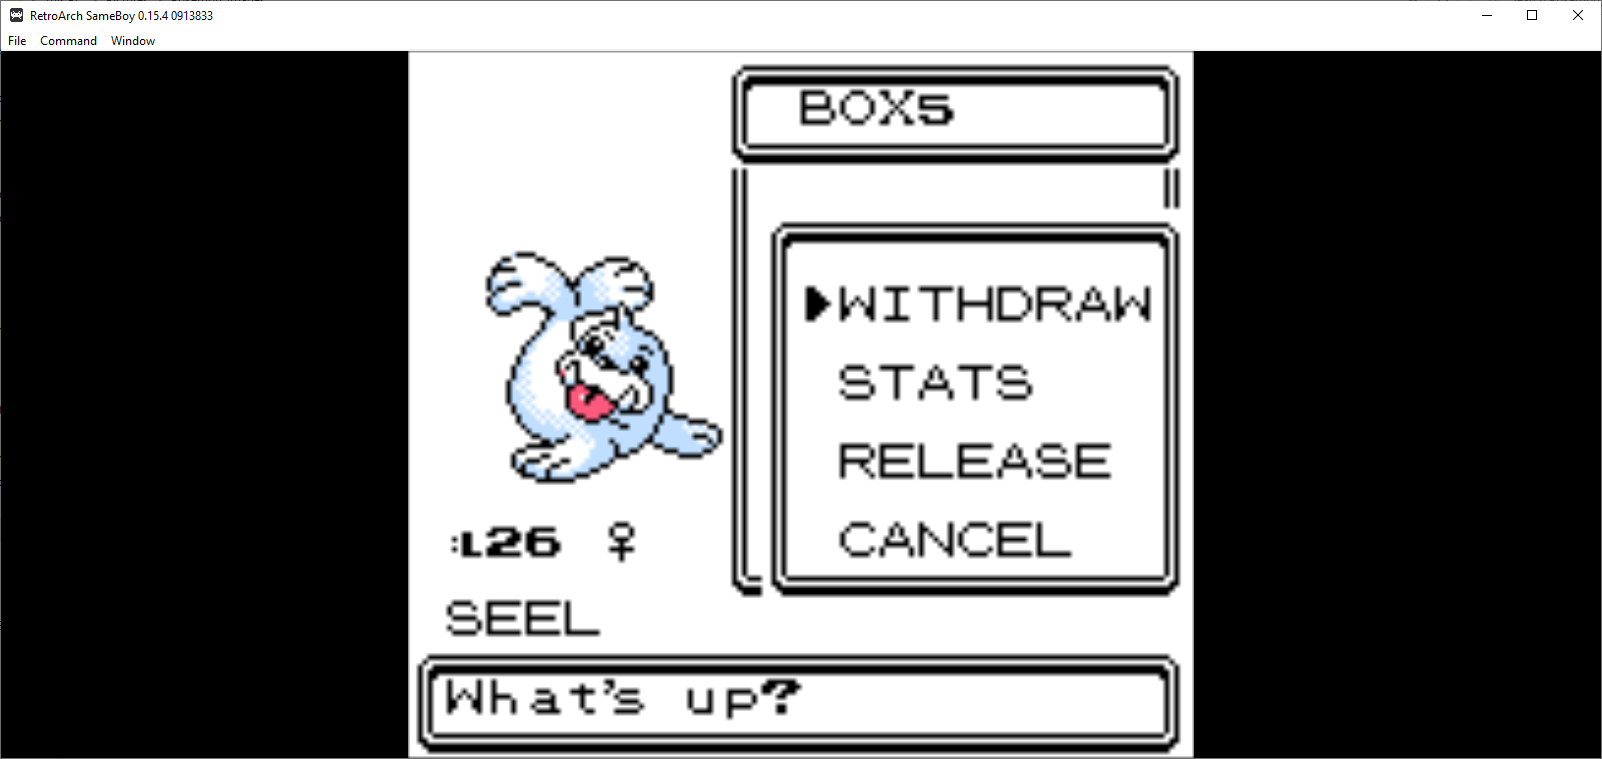 RetroArch SameBoy 0.15.4 0913833
File Command Window
BOX5
▶WITHDRAW
STATS
RELEASE
CANCEL
:L26 ♀
SEEL
What's up?